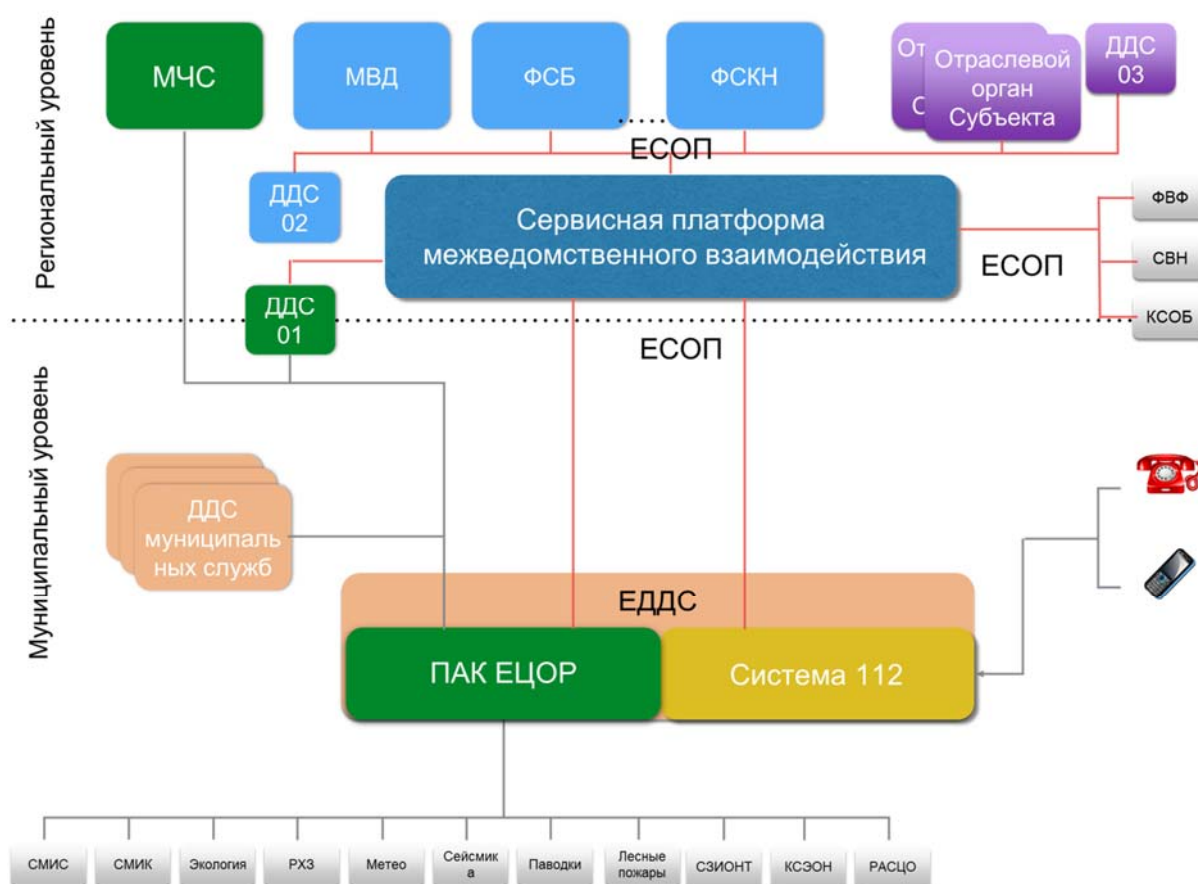 Региональный уровень
МЧС
МВД
ФСБ
ФСКН
От
С
Отраслевой
орган
Субъекта
ДДС
03
ЕСОП
ДДС
02
Сервисная платформа
межведомственного взаимодействия
ФВФ
СВН
КСОБ
ЕСОП
ДДС
01
ЕСОП
Муниципальный уровень
ДДС
муниципаль
ных служб
ЕДДС
ПАК ЕЦОР
Система 112
СМИС
СМИК
Экология
РХЗ
Метео
Сейсмик
а
Паводки
Лесные
пожары
СЗИОНТ
КСЭОН
РАСЦО